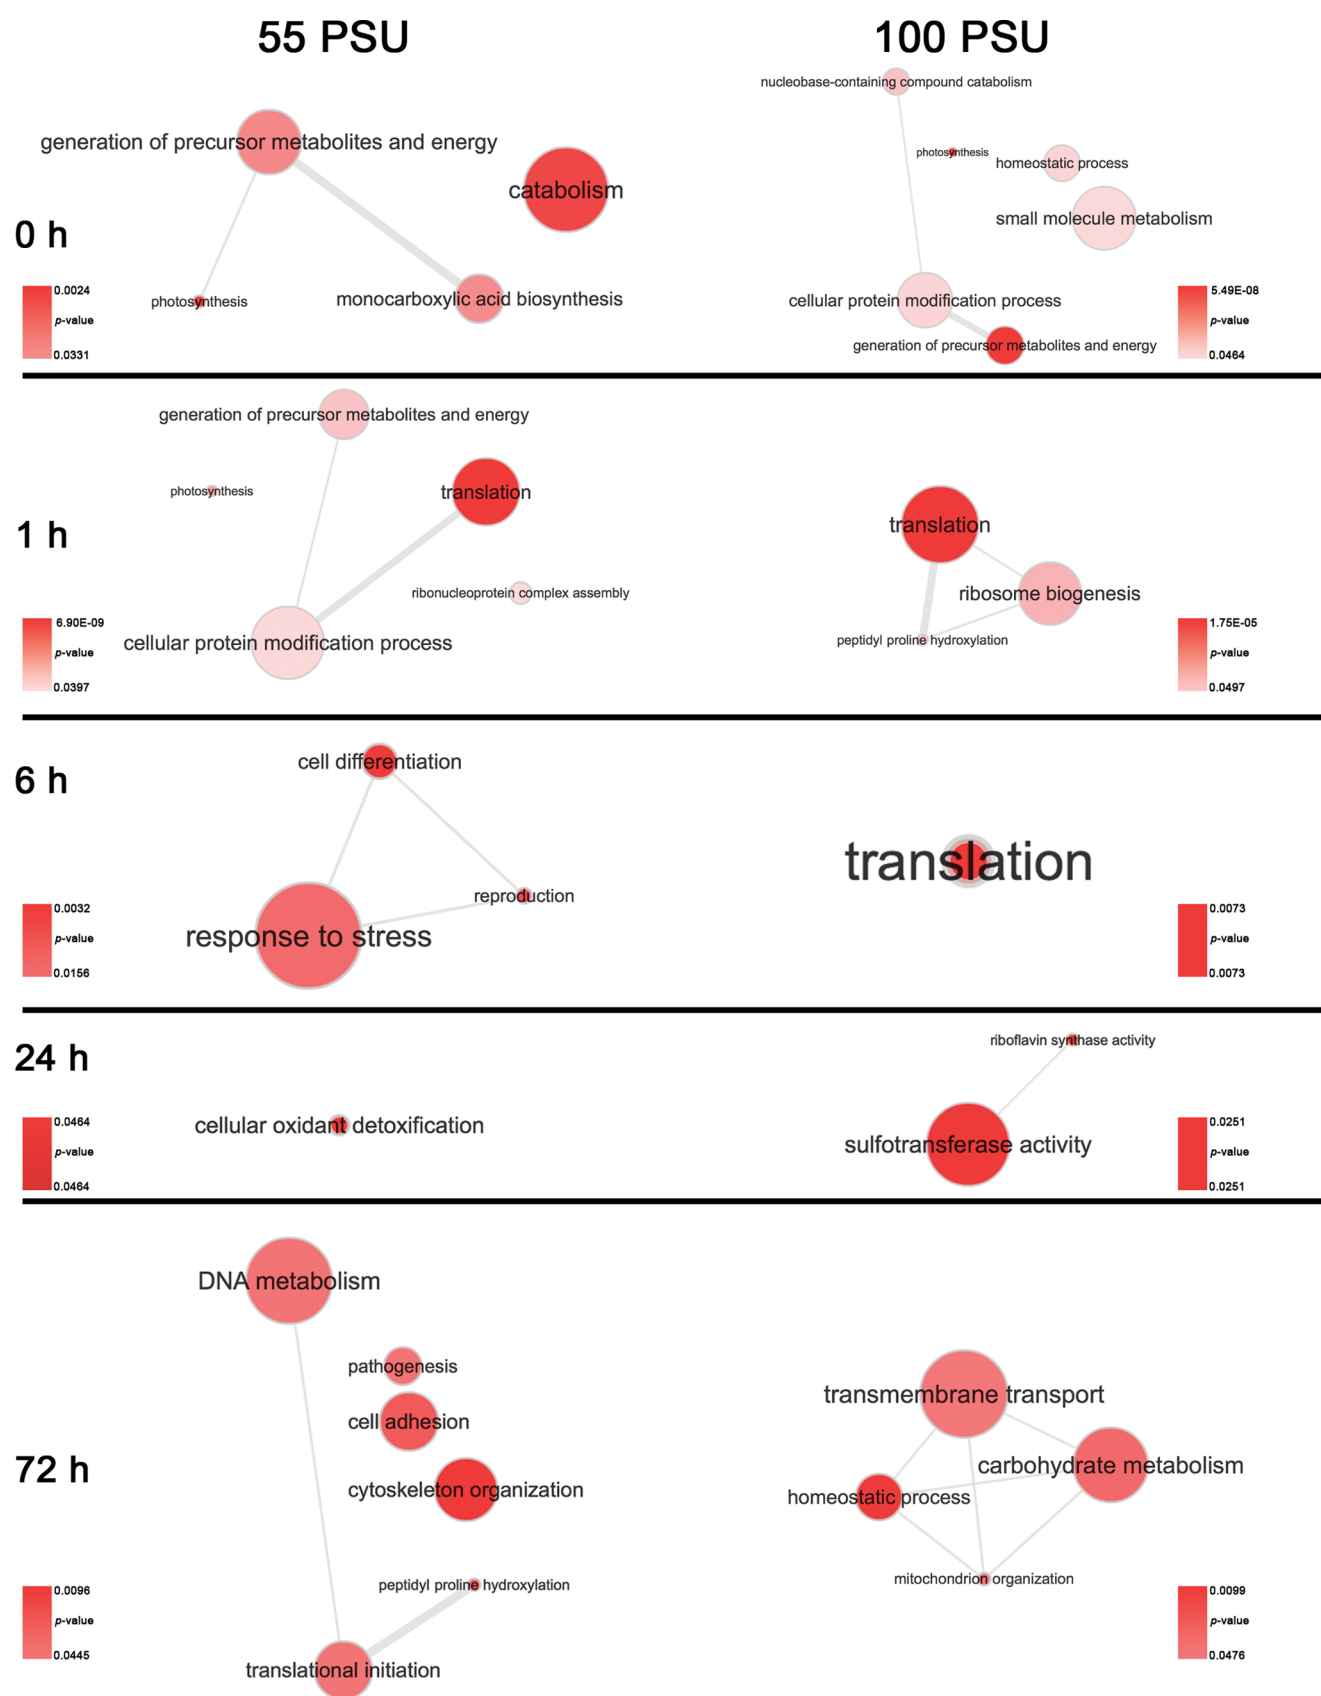 55 PSU
100 PSU
nucleobase-containing compound catabolism
generation of precursor metabolites and energy
photosynthesis
homeostatic process
catabolism
small molecule metabolism
0 h
0.0024
p-value
0.0331
photosynthesis
monocarboxylic acid biosynthesis
cellular protein modification process
generation of precursor metabolites and energy
5.49E-08
p-value
0.0464
generation of precursor metabolites and energy
photosynthesis
translation
translation
1 h
ribonucleoprotein complex assembly
ribosome biogenesis
6.90E-09
p-value
0.0397
cellular protein modification process
peptidyl proline hydroxylation
1.75E-05
p-value
0.0497
cell differentiation
6 h
translation
reproduction
0.0032
p-value
0.0156
response to stress
0.0073
p-value
0.0073
24 h
riboflavin synthase activity
0.0464
p-value
0.0464
cellular oxidant detoxification
sulfotransferase activity
0.0251
p-value
0.0251
DNA metabolism
pathogenesis
cell adhesion
transmembrane transport
72 h
cytoskeleton organization
carbohydrate metabolism
homeostatic process
peptidyl proline hydroxylation
mitochondrion organization
0.0096
p-value
0.0445
translational initiation
0.0099
p-value
0.0476